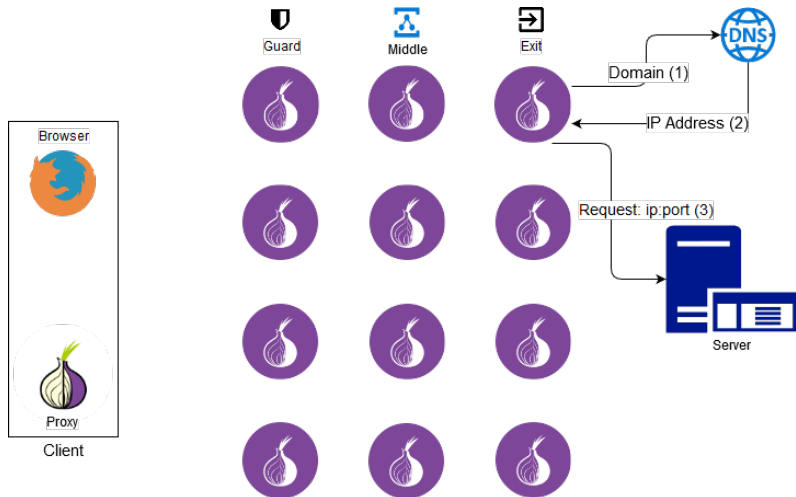 Guard
Middle
Exit
DNS
Domain (1)
IP Address (2)
Browser
Request: ip:port (3)
Server
Proxy
Client